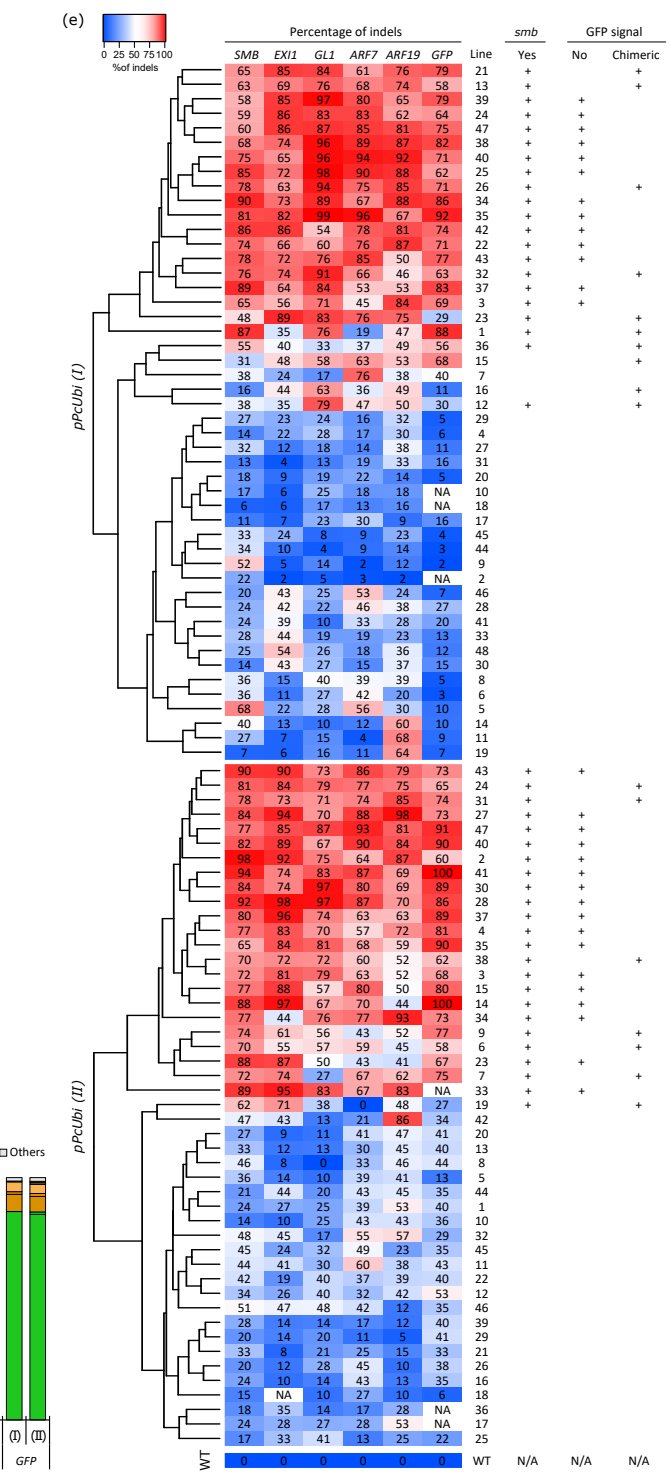 (e)
0 25 50 75 100
%of indels
Percentage of indels smb GFP signal
SMB EXI1 GL1 ARF7 ARF19 GFP Line Yes No Chimeric
pPcUbi (I)
65 85 84 61 76 79 21 + +
63 69 76 68 74 58 13 + +
58 85 97 80 65 79 39 + +
59 86 83 83 62 64 24 + +
60 86 87 85 81 75 47 + +
68 74 96 89 87 82 38 + +
75 65 96 94 92 71 40 + +
85 72 98 90 88 62 25 + +
78 63 94 75 85 71 26 + +
90 73 89 67 88 86 34 + +
81 82 99 96 67 92 35 + +
86 86 54 78 81 74 42 + +
74 66 60 76 87 71 22 + +
78 72 76 85 50 77 43 + +
76 74 91 66 46 63 32 + +
89 64 84 53 53 83 37 + +
65 56 71 45 84 69 3 + +
48 89 83 76 75 29 23 + +
87 35 76 19 47 88 1 + +
55 40 33 37 49 56 36 + +
31 48 58 63 53 68 15 +
38 24 17 76 38 40 7
16 44 63 36 49 11 16 +
38 35 79 47 50 30 12 + +
27 23 24 16 32 5 29
14 22 28 17 30 6 4
32 12 18 14 38 11 27
13 4 13 19 33 16 31
18 9 19 22 14 5 20
17 6 25 18 18 NA 10
6 6 17 13 16 NA 18
11 7 23 30 9 16 17
33 24 8 9 23 4 45
34 10 4 9 14 3 44
52 5 14 2 12 2 9
22 2 5 3 2 NA 2
20 43 25 53 24 7 46
24 42 22 46 38 27 28
24 39 10 33 28 20 41
28 44 19 19 23 13 33
25 54 26 18 36 12 48
14 43 27 15 37 15 30
36 15 40 39 39 5 8
36 11 27 42 20 3 6
68 22 28 56 30 10 5
40 13 10 12 60 10 14
27 7 15 4 68 9 11
7 6 16 11 64 7 19
pPcUbi (II)
90 90 73 86 79 73 43 + +
81 84 79 77 75 65 24 + +
78 73 71 74 85 74 31 + +
84 94 70 88 98 73 27 + +
77 85 87 93 81 91 47 + +
82 89 67 90 84 90 40 + +
98 92 75 64 87 60 2 + +
94 74 83 87 69 100 41 + +
84 74 97 80 69 89 30 + +
92 98 97 87 70 86 28 + +
80 96 74 63 63 89 37 + +
77 83 70 57 72 81 4 + +
65 84 81 68 59 90 35 + +
70 72 72 60 52 62 38 + +
72 81 79 63 52 68 3 + +
77 88 57 80 50 80 15 + +
88 97 67 70 44 100 14 + +
77 44 76 77 93 73 34 + +
74 61 56 43 52 77 9 + +
70 55 57 59 45 58 6 + +
88 87 50 43 41 67 23 + +
72 74 27 67 62 75 7 + +
89 95 83 67 83 NA 33 + +
62 71 38 0 48 27 19 + +
47 43 13 21 86 34 42
27 9 11 41 47 41 20
33 12 13 30 45 40 13
46 8 0 33 46 44 8
36 14 10 39 41 13 5
21 44 20 43 45 35 44
24 27 25 39 53 40 1
14 10 25 43 43 36 10
48 45 17 55 57 29 32
45 24 32 49 23 35 45
44 41 30 60 38 43 11
42 19 40 37 39 40 22
34 26 40 32 42 53 12
51 47 48 42 12 35 46
28 14 14 17 12 40 39
20 14 20 11 5 41 29
33 8 21 25 15 33 21
20 12 28 45 10 38 26
24 10 14 43 13 35 16
15 NA 10 27 10 6 18
18 35 14 17 28 NA 36
24 28 27 28 53 NA 17
17 33 41 13 25 22 25
WT 0 0 0 0 0 0 WT N/A N/A N/A
Others
(I) (II)
GFP